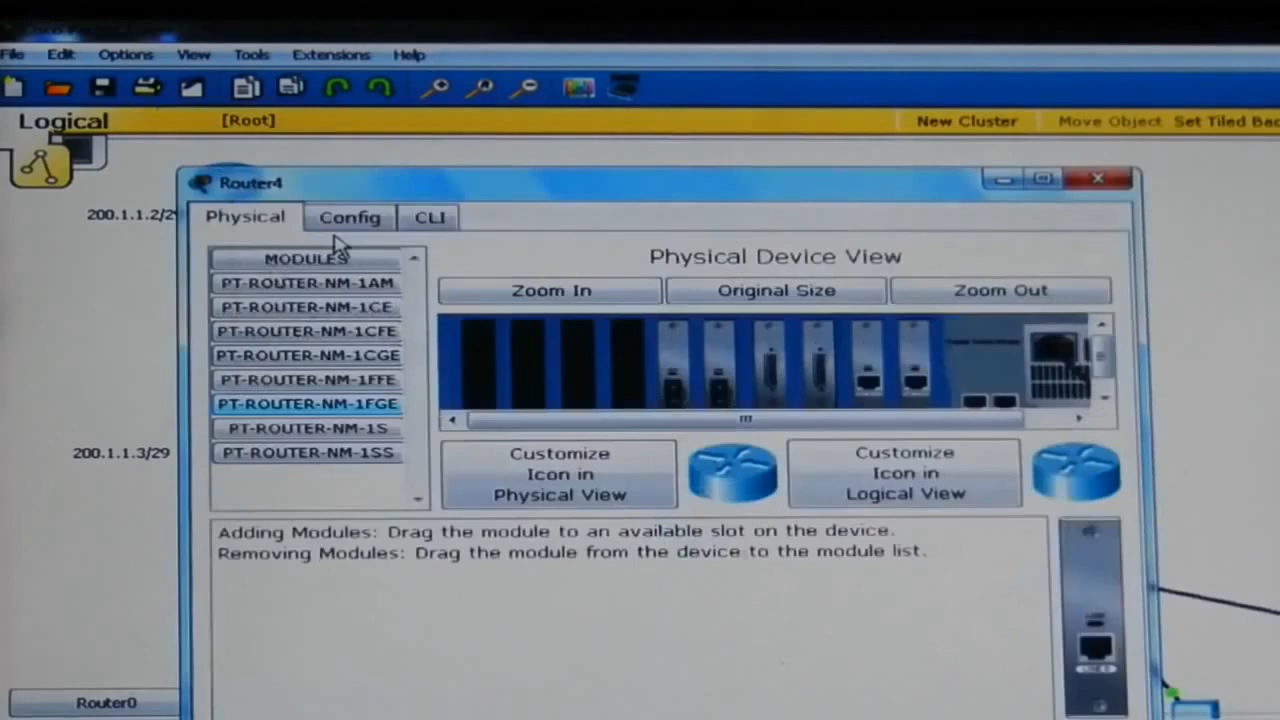 File Edit Options View Tools Extensions Help
Logical [Root] New Cluster Move Object Set Tiled Bac
Router4
200.1.1.2/29
Physical Config CLI
MODULES
PT-ROUTER-NM-1AM
PT-ROUTER-NM-1CE
PT-ROUTER-NM-1CFE
PT-ROUTER-NM-1CGE
PT-ROUTER-NM-1FFE
PT-ROUTER-NM-1FGE
PT-ROUTER-NM-1S
PT-ROUTER-NM-1SS
Physical Device View
Zoom In Original Size Zoom Out
200.1.1.3/29
Customize
Icon in
Physical View
Customize
Icon in
Logical View
Adding Modules: Drag the module to an available slot on the device.
Removing Modules: Drag the module from the device to the module list.
Router0